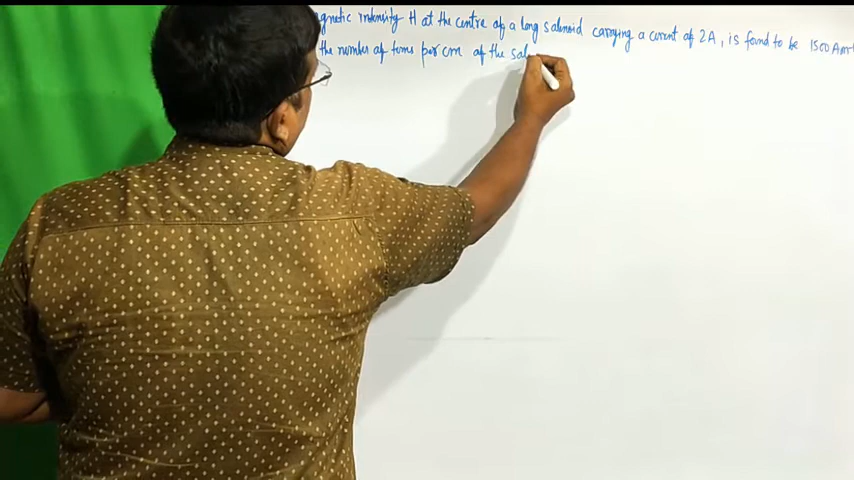 gnetic intensity H at the centre of a long solenoid carrying a current of 2A, is found to be 1500 Am-1
the number of turns per cm of the sol